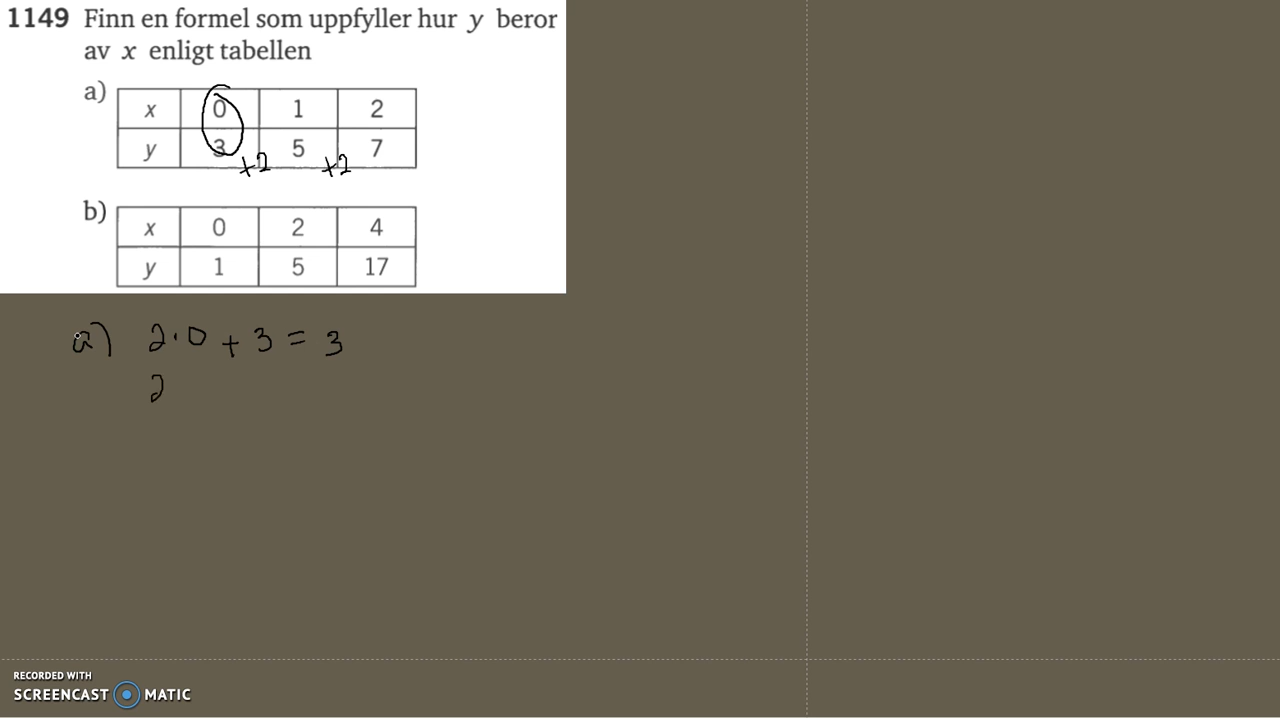 1149 Finn en formel som uppfyller hur y beror
av x enligt tabellen
a)
x 0 1 2
y 3 5 7
+2 +2
b)
x 0 2 4
y 1 5 17
a) 2·0 + 3 = 3
2
RECORDED WITH
SCREENCAST MATIC